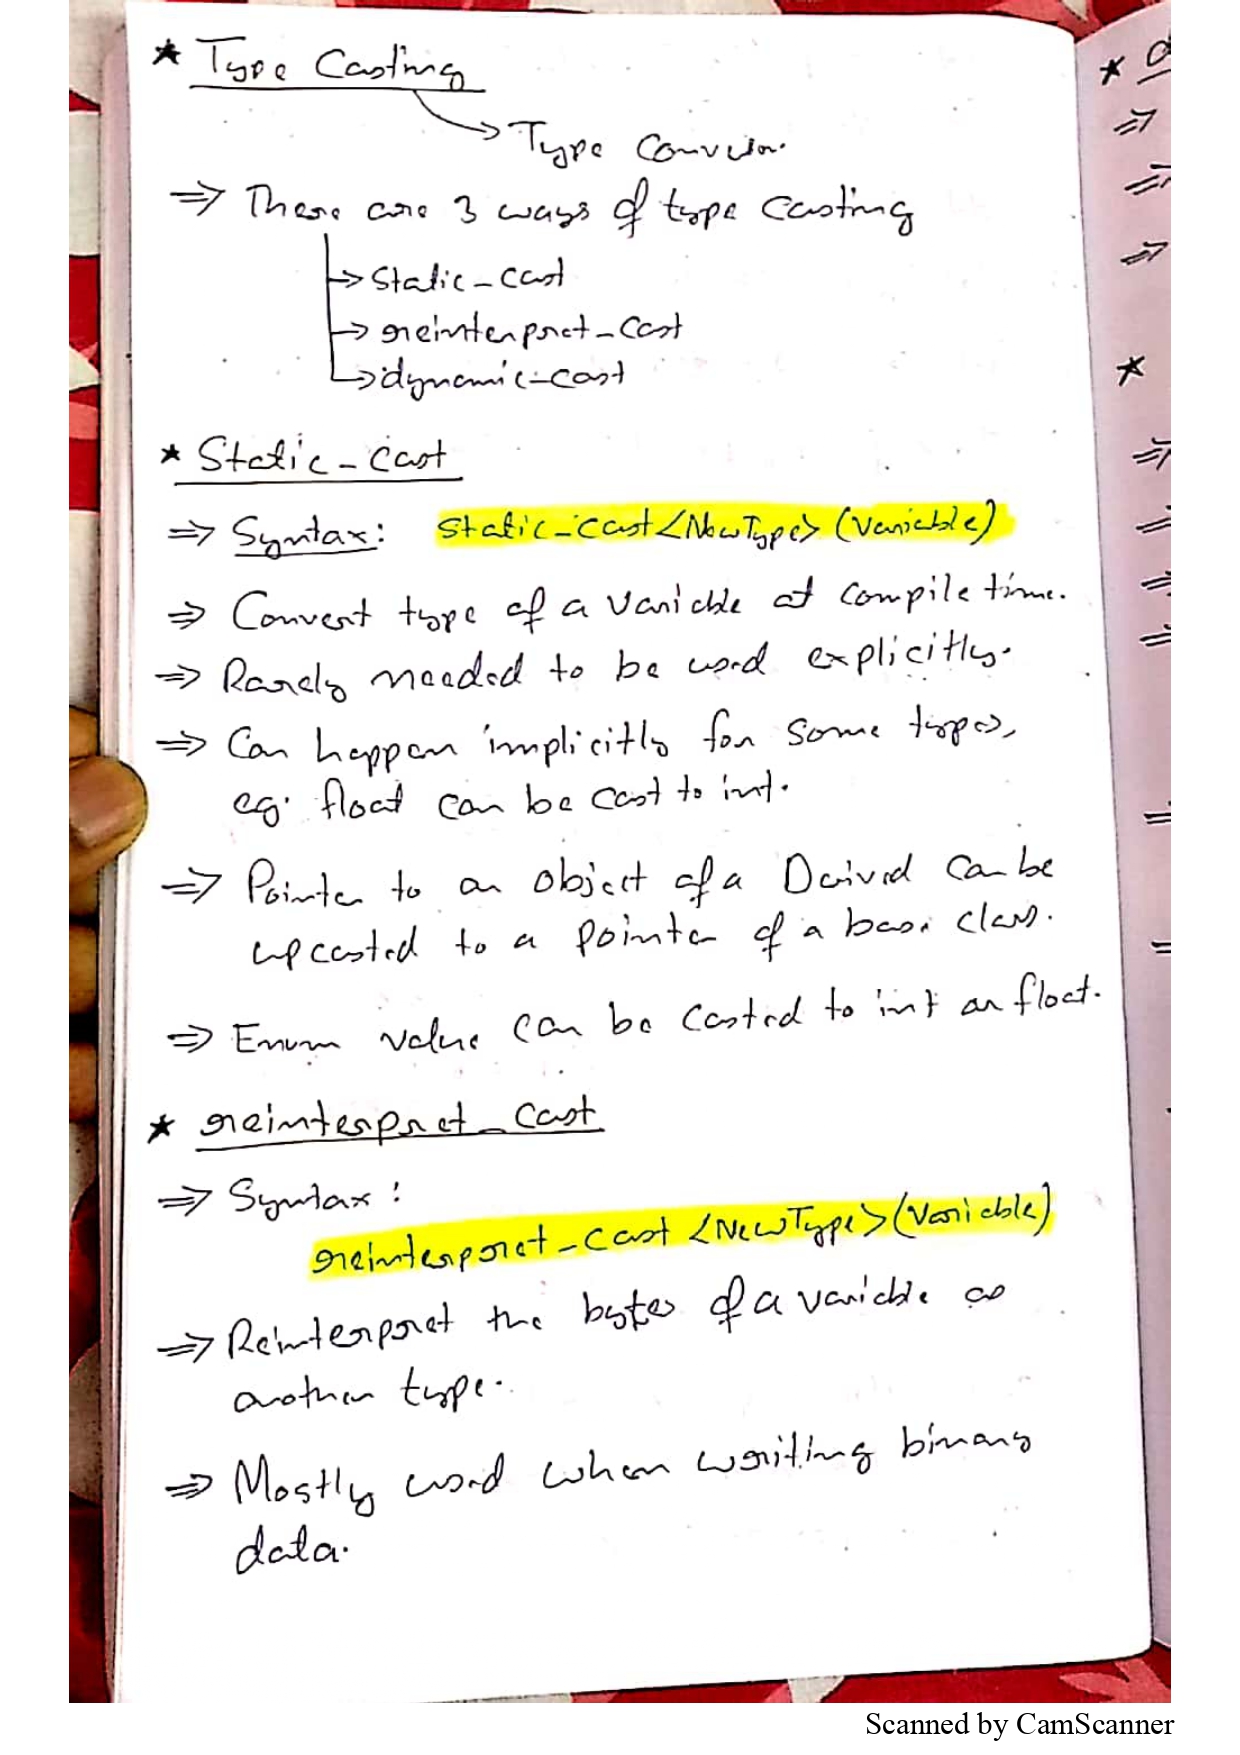 ★ Type Casting
→ Type Conversion.
⇒ There are 3 ways of type casting
→ Static_cast
→ reinterpret_cast
→ dynamic_cast
★ Static_cast
⇒ Syntax: Static_cast<NewType>(variable)
⇒ Convert type of a variable at compile time.
⇒ Rarely needed to be used explicitly.
⇒ Can happen implicitly for some types,
eg. float can be cast to int.
⇒ Pointer to an object of a Derived can be
upcasted to a pointer of a base class.
⇒ Enum value can be casted to int or float.
★ reinterpret_cast
⇒ Syntax:
reinterpret_cast<NewType>(variable)
⇒ Reinterpret the bytes of a variable as
another type.
⇒ Mostly used when writing binary
data.
Scanned by CamScanner